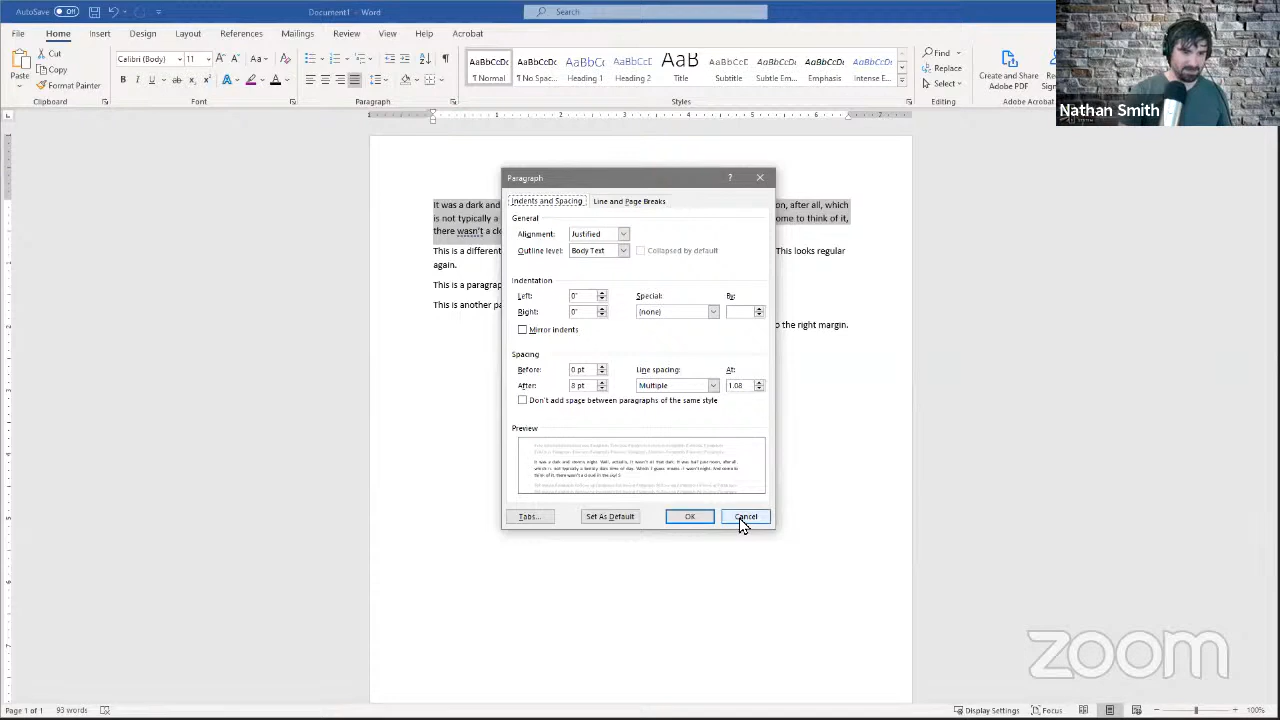 AutoSave Off Document1 - Word Search
File Home Insert Design Layout References Mailings Review View Help Acrobat
Paste Cut Copy Format Painter Clipboard
Calibri (Body) 11 Font
Paragraph
AaBbCcDc AaBbCcDc AaBbCc AaBbCc AaB AaBbCcD AaBbCcDc AaBbCcDc AaBbCcDc
¶ Normal ¶ No Spac... Heading 1 Heading 2 Title Subtitle Subtle Em... Emphasis Intense E...
Styles
Find Replace Select Editing
Create and Share
Adobe PDF
Adobe Acro
Nathan Smith
It was a dark and on, after all, which
is not typically a ome to think of it,
there wasn't a clo
This is a different This looks regular
again.
This is a paragrap
This is another pa
o the right margin.
Paragraph ?
Indents and Spacing Line and Page Breaks
General
Alignment: Justified
Outline level: Body Text Collapsed by default
Indentation
Left: 0" Special: By:
Right: 0" (none)
Mirror indents
Spacing
Before: 0 pt Line spacing: At:
After: 8 pt Multiple 1.08
Don't add space between paragraphs of the same style
Preview
Tabs... Set As Default OK Cancel
zoom
Page 1 of 1 93 words Display Settings Focus 100%